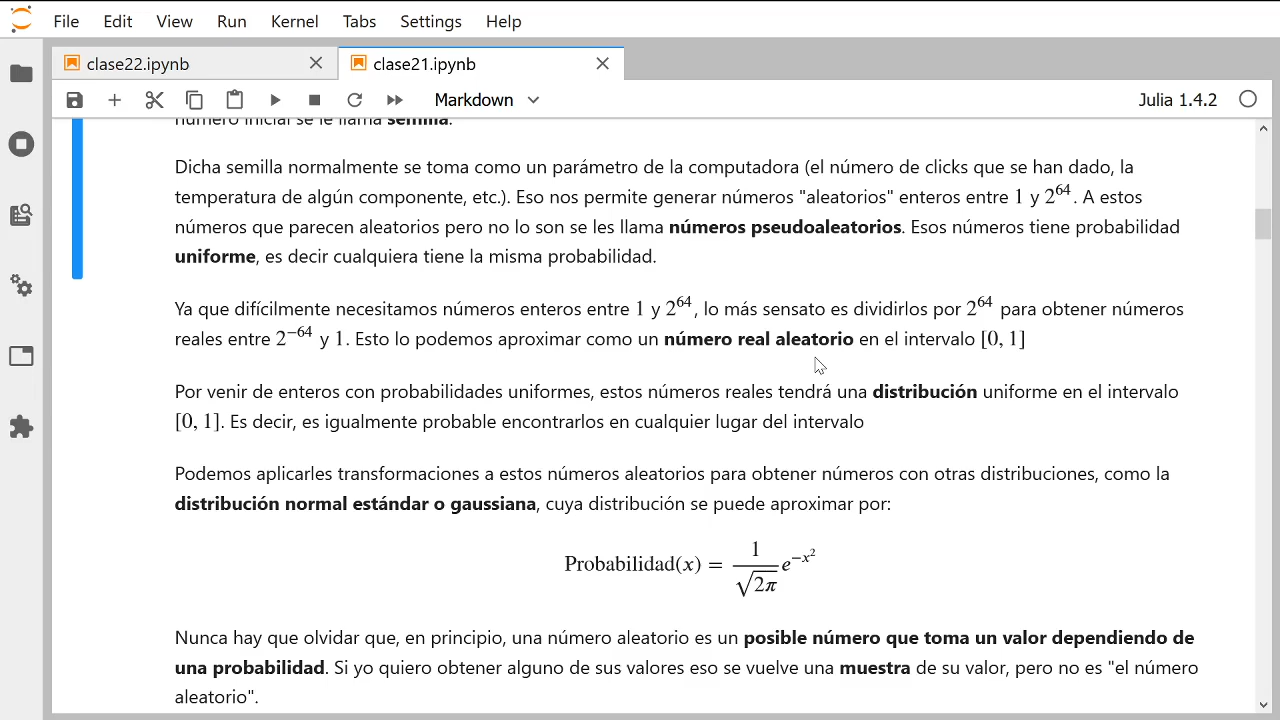 File Edit View Run Kernel Tabs Settings Help
clase22.ipynb
clase21.ipynb
Markdown
Julia 1.4.2
número inicial se le llama semilla.
Dicha semilla normalmente se toma como un parámetro de la computadora (el número de clicks que se han dado, la
temperatura de algún componente, etc.). Eso nos permite generar números "aleatorios" enteros entre 1 y 2^64. A estos
números que parecen aleatorios pero no lo son se les llama números pseudoaleatorios. Esos números tiene probabilidad
uniforme, es decir cualquiera tiene la misma probabilidad.
Ya que difícilmente necesitamos números enteros entre 1 y 2^64, lo más sensato es dividirlos por 2^64 para obtener números
reales entre 2^−64 y 1. Esto lo podemos aproximar como un número real aleatorio en el intervalo [0, 1]
Por venir de enteros con probabilidades uniformes, estos números reales tendrá una distribución uniforme en el intervalo
[0, 1]. Es decir, es igualmente probable encontrarlos en cualquier lugar del intervalo
Podemos aplicarles transformaciones a estos números aleatorios para obtener números con otras distribuciones, como la
distribución normal estándar o gaussiana, cuya distribución se puede aproximar por:
Probabilidad(x) = 1/√2π e^−x^2
Nunca hay que olvidar que, en principio, una número aleatorio es un posible número que toma un valor dependiendo de
una probabilidad. Si yo quiero obtener alguno de sus valores eso se vuelve una muestra de su valor, pero no es "el número
aleatorio".